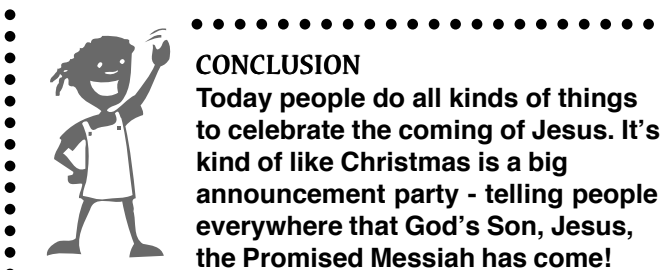 CONCLUSION
Today people do all kinds of things
to celebrate the coming of Jesus. It's
kind of like Christmas is a big
announcement party - telling people
everywhere that God's Son, Jesus,
the Promised Messiah has come!